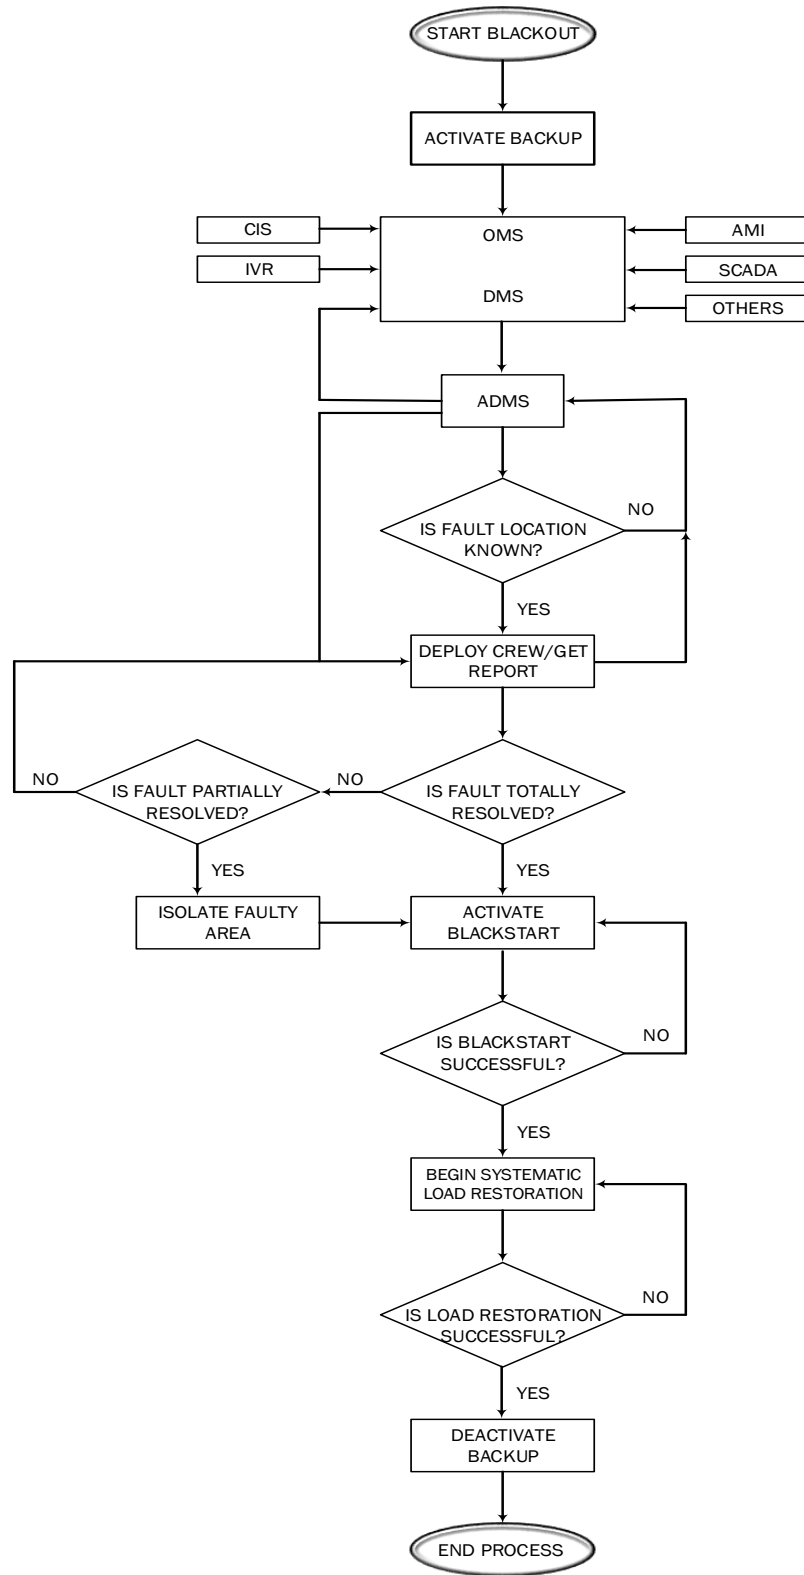 START BLACKOUT
ACTIVATE BACKUP
CIS
OMS
AMI
IVR
SCADA
DMS
OTHERS
ADMS
NO
IS FAULT LOCATION
KNOWN?
YES
DEPLOY CREW/GET
REPORT
NO
IS FAULT PARTIALLY
RESOLVED?
NO
IS FAULT TOTALLY
RESOLVED?
YES
YES
ISOLATE FAULTY
AREA
ACTIVATE
BLACKSTART
IS BLACKSTART
SUCCESSFUL?
NO
YES
BEGIN SYSTEMATIC
LOAD RESTORATION
NO
IS LOAD RESTORATION
SUCCESSFUL?
YES
DEACTIVATE
BACKUP
END PROCESS